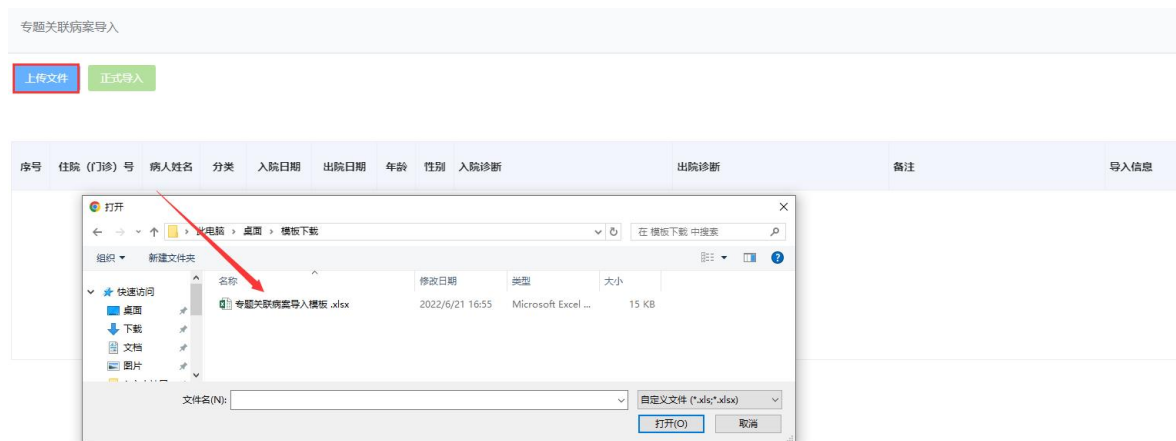 专题关联病案导入
上传文件 正式导入
序号 住院（门诊）号 病人姓名 分类 入院日期 出院日期 年龄 性别 入院诊断 出院诊断 备注 导入信息
打开
此电脑 › 桌面 › 模板下载 在 模板下载 中搜索
组织 新建文件夹
名称 修改日期 类型 大小
快速访问
专题关联病案导入模板 .xlsx 2022/6/21 16:55 Microsoft Excel ... 15 KB
桌面
下载
文档
图片
文件名(N): 自定义文件 (*.xls;*.xlsx)
打开(O) 取消